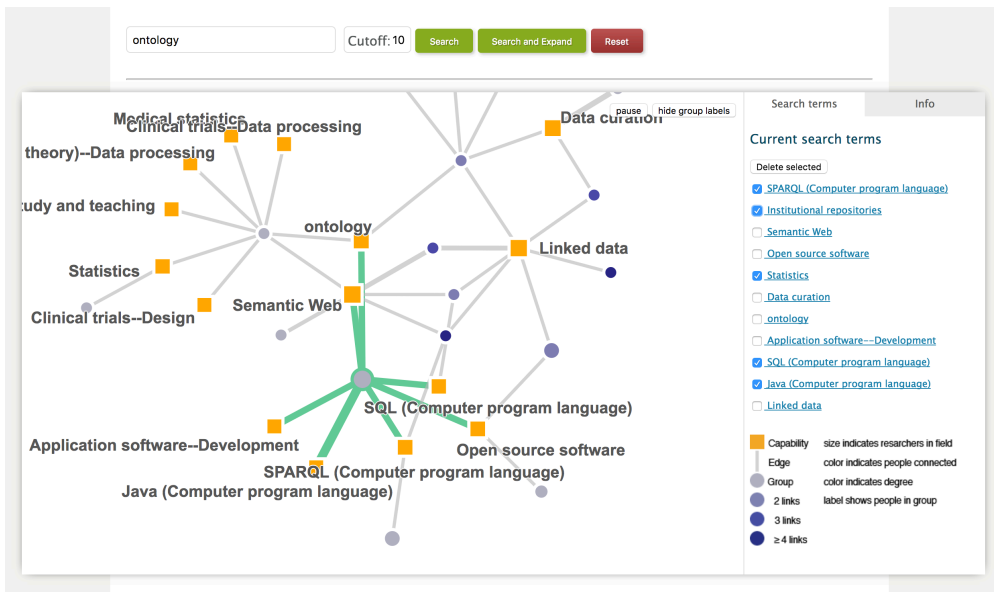 ontology
Cutoff: 10
Search
Search and Expand
Reset
pause
hide group labels
Search terms
Info
Medical statistics
Clinical trials--Data processing
Data curation
theory)--Data processing
udy and teaching
ontology
Linked data
Statistics
Semantic Web
Clinical trials--Design
SQL (Computer program language)
Application software--Development
Open source software
SPARQL (Computer program language)
Java (Computer program language)
Current search terms
Delete selected
SPARQL (Computer program language)
Institutional repositories
Semantic Web
Open source software
Statistics
Data curation
ontology
Application software--Development
SQL (Computer program language)
Java (Computer program language)
Linked data
Capability size indicates resarchers in field
Edge color indicates people connected
Group color indicates degree
2 links label shows people in group
3 links
≥ 4 links